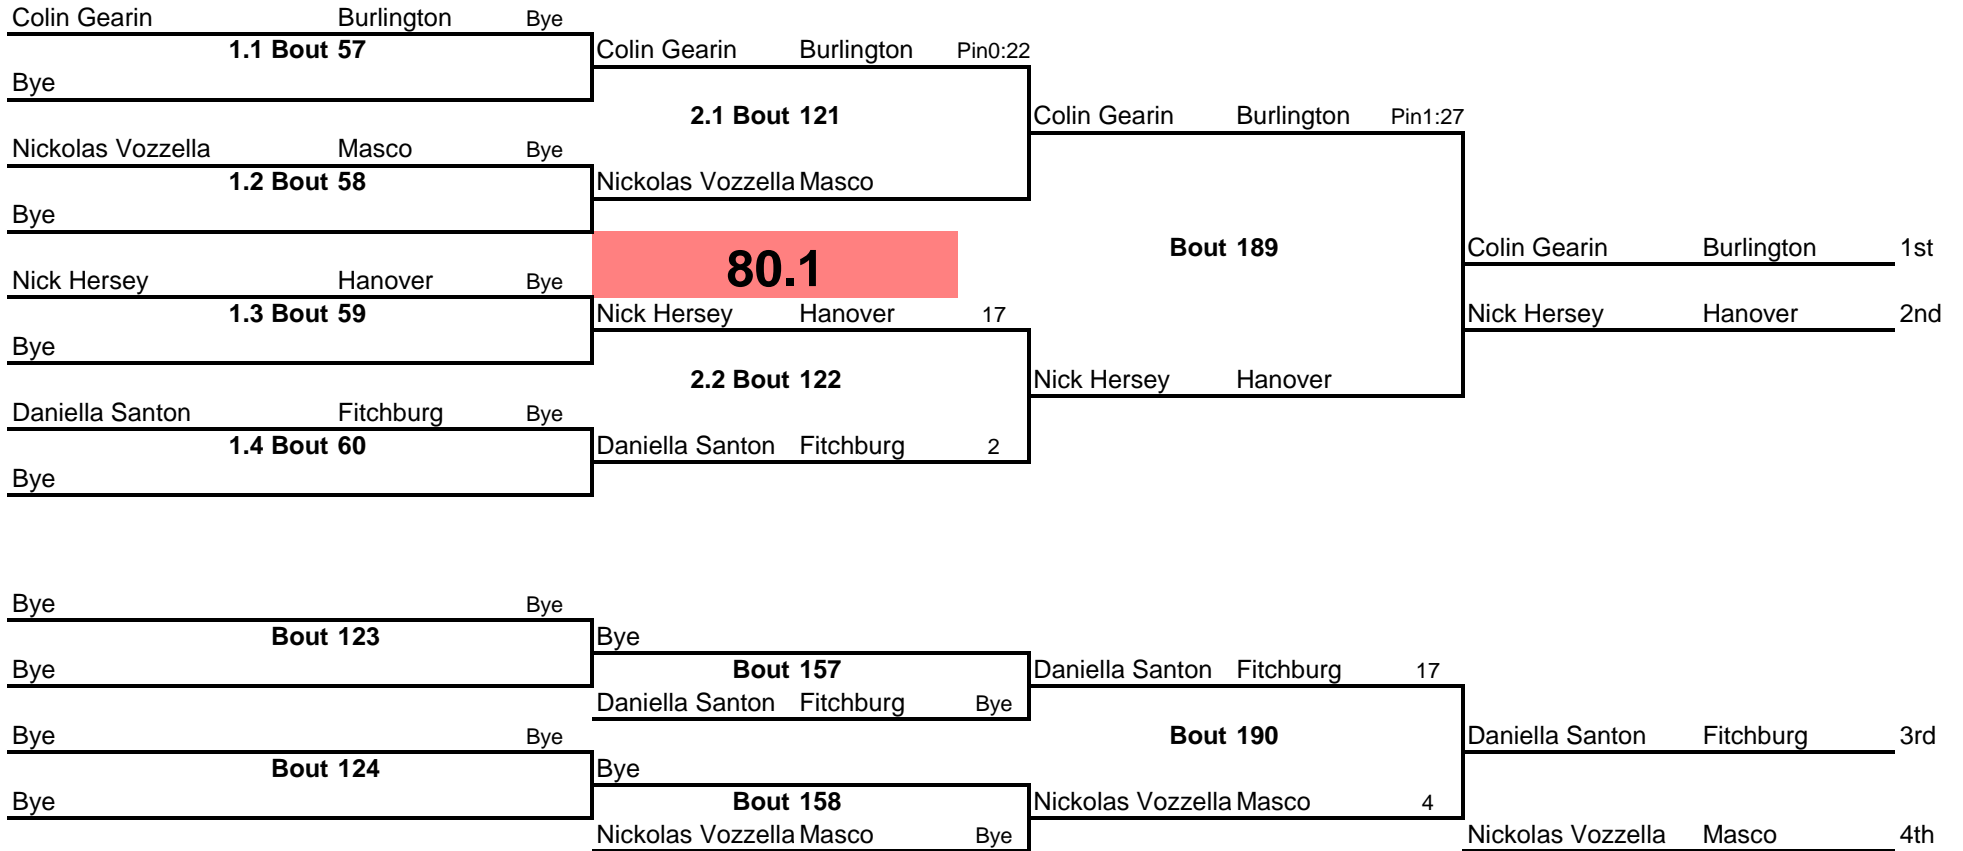 Colin Gearin Burlington Bye
1.1 Bout 57 Colin Gearin Burlington Pin0:22
Bye
2.1 Bout 121 Colin Gearin Burlington Pin1:27
Nickolas Vozzella Masco Bye
1.2 Bout 58 Nickolas Vozzella Masco
Bye
80.1 Bout 189 Colin Gearin Burlington 1st
Nick Hersey Hanover Bye
1.3 Bout 59 Nick Hersey Hanover 17 Nick Hersey Hanover 2nd
Bye
2.2 Bout 122 Nick Hersey Hanover
Daniella Santon Fitchburg Bye
1.4 Bout 60 Daniella Santon Fitchburg 2
Bye
Bye Bye
Bout 123 Bye
Bye Bout 157 Daniella Santon Fitchburg 17
Daniella Santon Fitchburg Bye
Bye Bye Bout 190 Daniella Santon Fitchburg 3rd
Bout 124 Bye
Bye Bout 158 Nickolas Vozzella Masco 4
Nickolas Vozzella Masco Bye Nickolas Vozzella Masco 4th